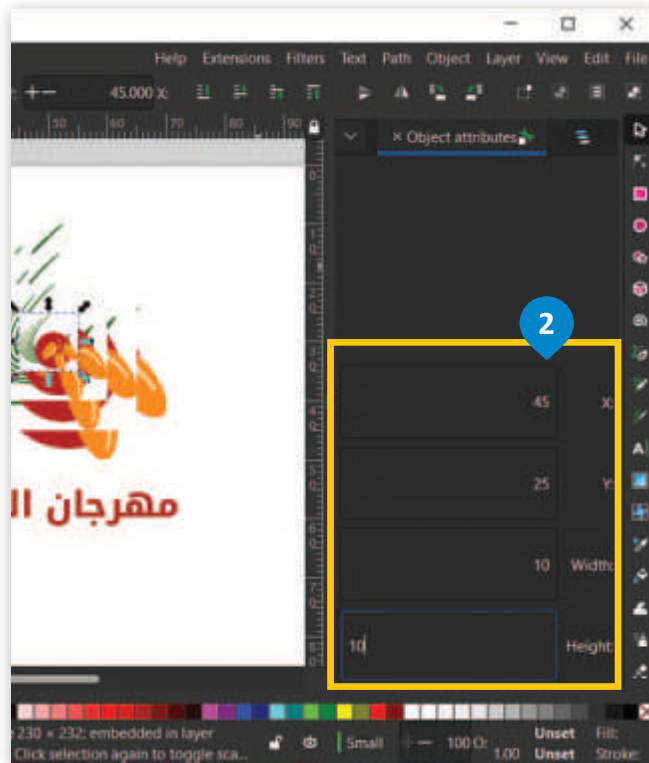 Help Extensions Filters Text Path Object Layer View Edit File
45.000 X:
50 60 70 80 90
× Object attributes
2
45 X:
25 Y:
مهرجان ال
10 Width:
10 Height:
230 × 232: embedded in layer
Click selection again to toggle sca...
Small
100 O:
1.00
Unset Fill:
Unset Stroke: